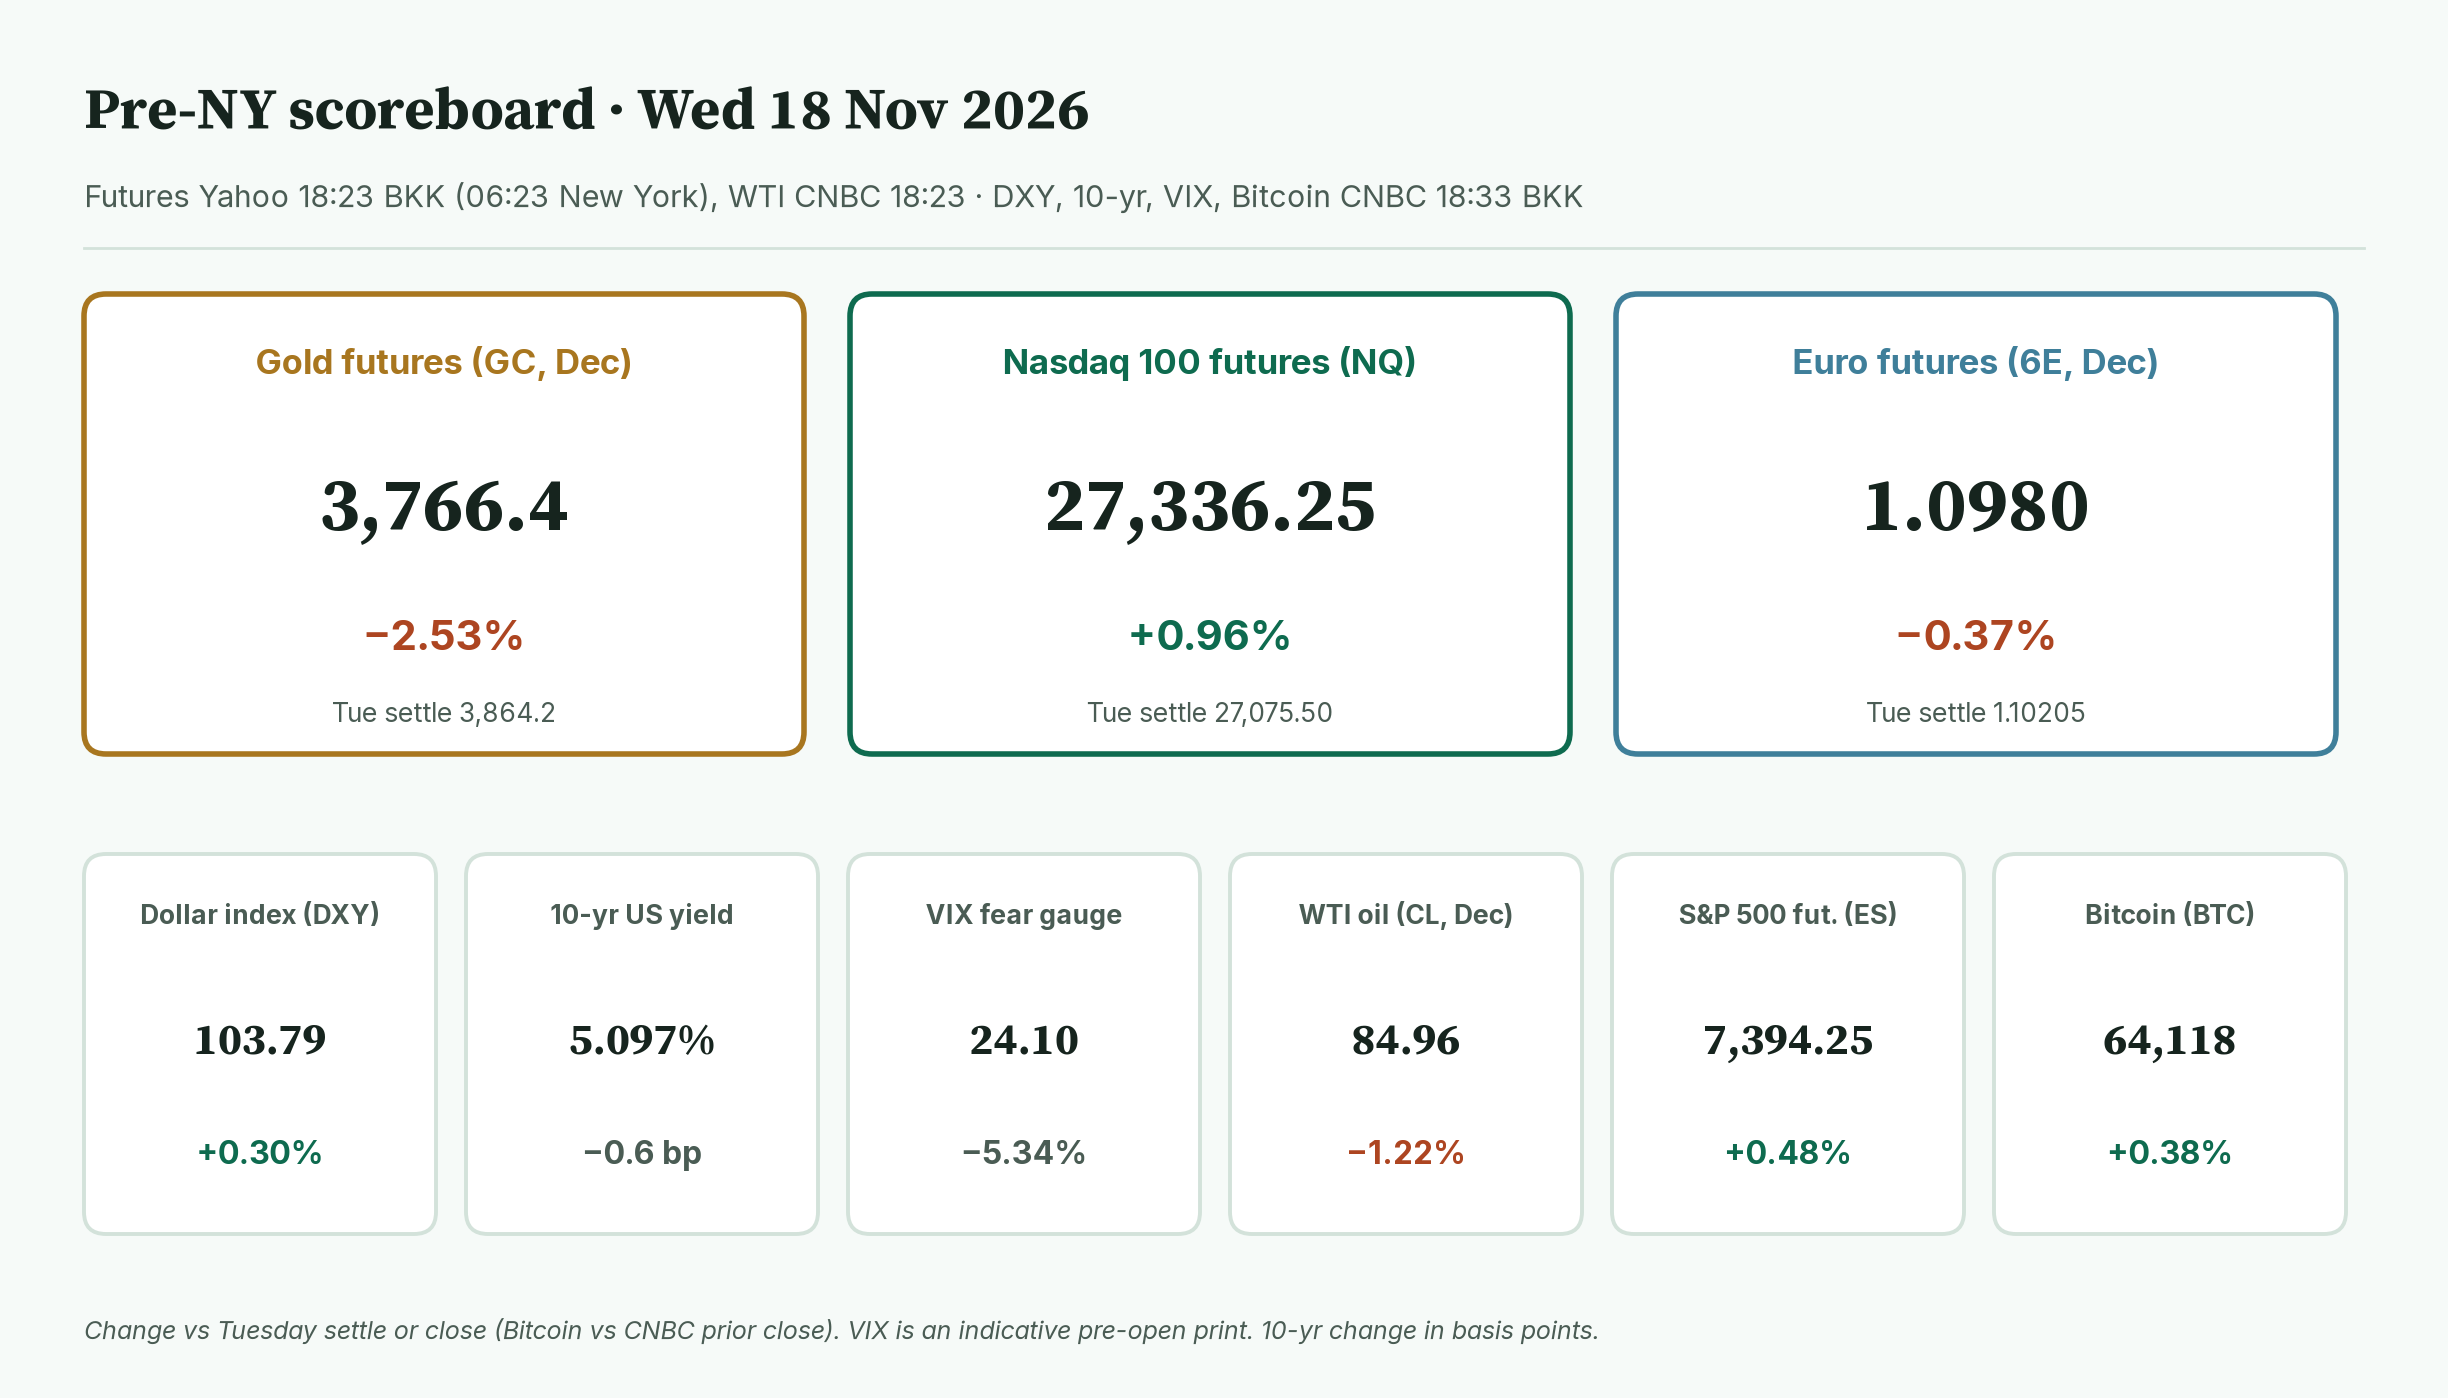 Pre-NY scoreboard · Wed 18 Nov 2026
Futures Yahoo 18:23 BKK (06:23 New York), WTI CNBC 18:23 · DXY, 10-yr, VIX, Bitcoin CNBC 18:33 BKK
Gold futures (GC, Dec)
3,766.4
−2.53%
Tue settle 3,864.2
Nasdaq 100 futures (NQ)
27,336.25
+0.96%
Tue settle 27,075.50
Euro futures (6E, Dec)
1.0980
−0.37%
Tue settle 1.10205
Dollar index (DXY)
103.79
+0.30%
10-yr US yield
5.097%
−0.6 bp
VIX fear gauge
24.10
−5.34%
WTI oil (CL, Dec)
84.96
−1.22%
S&P 500 fut. (ES)
7,394.25
+0.48%
Bitcoin (BTC)
64,118
+0.38%
Change vs Tuesday settle or close (Bitcoin vs CNBC prior close). VIX is an indicative pre-open print. 10-yr change in basis points.